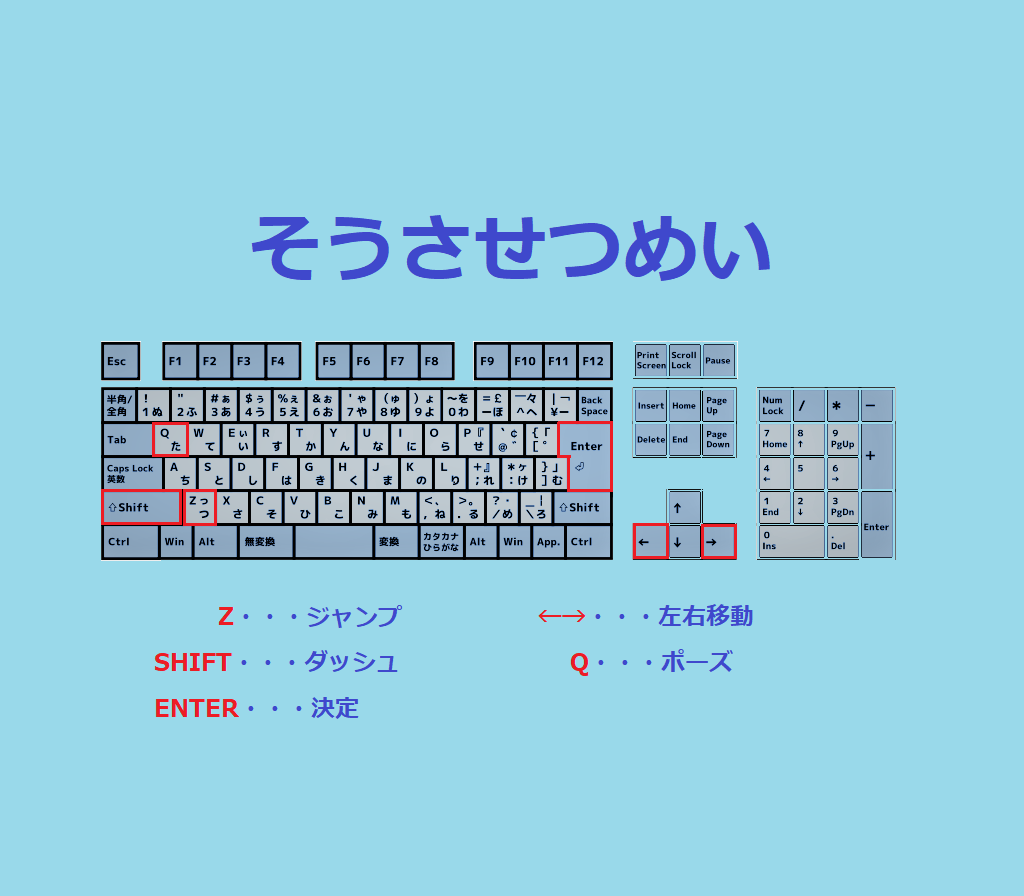 そうさせつめい
Esc F1 F2 F3 F4 F5 F6 F7 F8 F9 F10 F11 F12 Print Screen Scroll Lock Pause
半角/全角 ! 1ぬ " 2ふ #ぁ 3あ $ぅ 4う %ぇ 5え &ぉ 6お 'ゃ 7や (ゅ 8ゆ )ょ 9よ ～を 0わ =£ ーほ ￣々 ^へ |¬ ¥ー Back Space Insert Home Page Up Num Lock / * −
Tab Q た W て Eぃ い R す T か Y ん U な I に O ら P『 せ `¢ @゛ {「 [゜ Enter Delete End Page Down 7 Home 8 ↑ 9 PgUp +
Caps Lock 英数 A ち S と D し F は G き H く J ま K の L り +』 ;れ *ヶ :け }」 ]む 4 ← 5 6 →
⇧Shift Zっ つ X さ C そ V ひ B こ N み M も <、 ,ね >。 .る ?・ /め _| \ろ ⇧Shift ↑ 1 End 2 ↓ 3 PgDn Enter
Ctrl Win Alt 無変換 変換 カタカナ ひらがな Alt Win App. Ctrl ← ↓ → 0 Ins . Del
Z・・・ジャンプ ←→・・・左右移動
SHIFT・・・ダッシュ Q・・・ポーズ
ENTER・・・決定